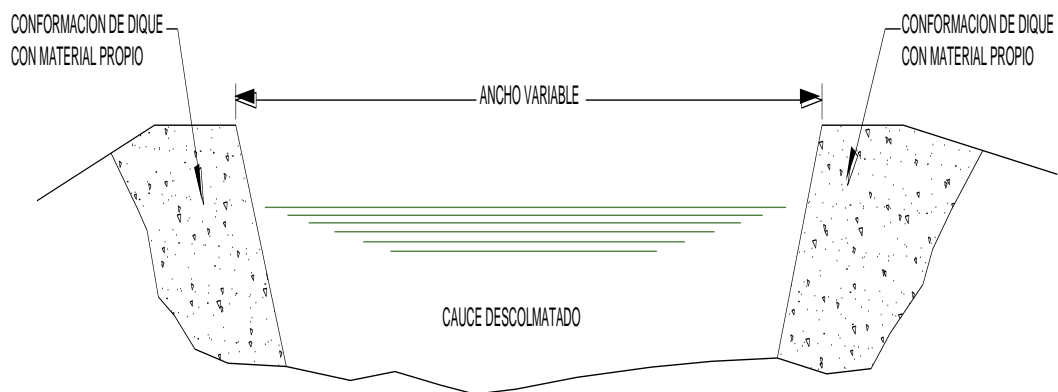 CONFORMACION DE DIQUE
CON MATERIAL PROPIO
CONFORMACION DE DIQUE
CON MATERIAL PROPIO
ANCHO VARIABLE
CAUCE DESCOLMATADO